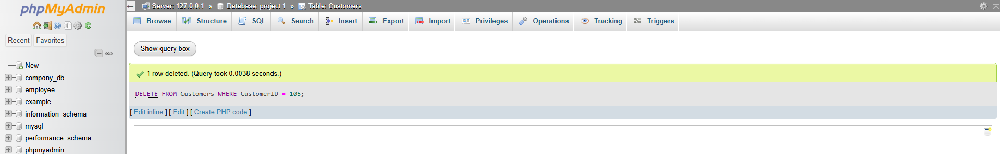 phpMyAdmin
Recent Favorites
New
compony_db
employee
example
information_schema
mysql
performance_schema
phpmyadmin
Server: 127.0.0.1 » Database: project 1 » Table: Customers
Browse Structure SQL Search Insert Export Import Privileges Operations Tracking Triggers
Show query box
1 row deleted. (Query took 0.0038 seconds.)
DELETE FROM Customers WHERE CustomerID = 105;
[ Edit inline ] [ Edit ] [ Create PHP code ]